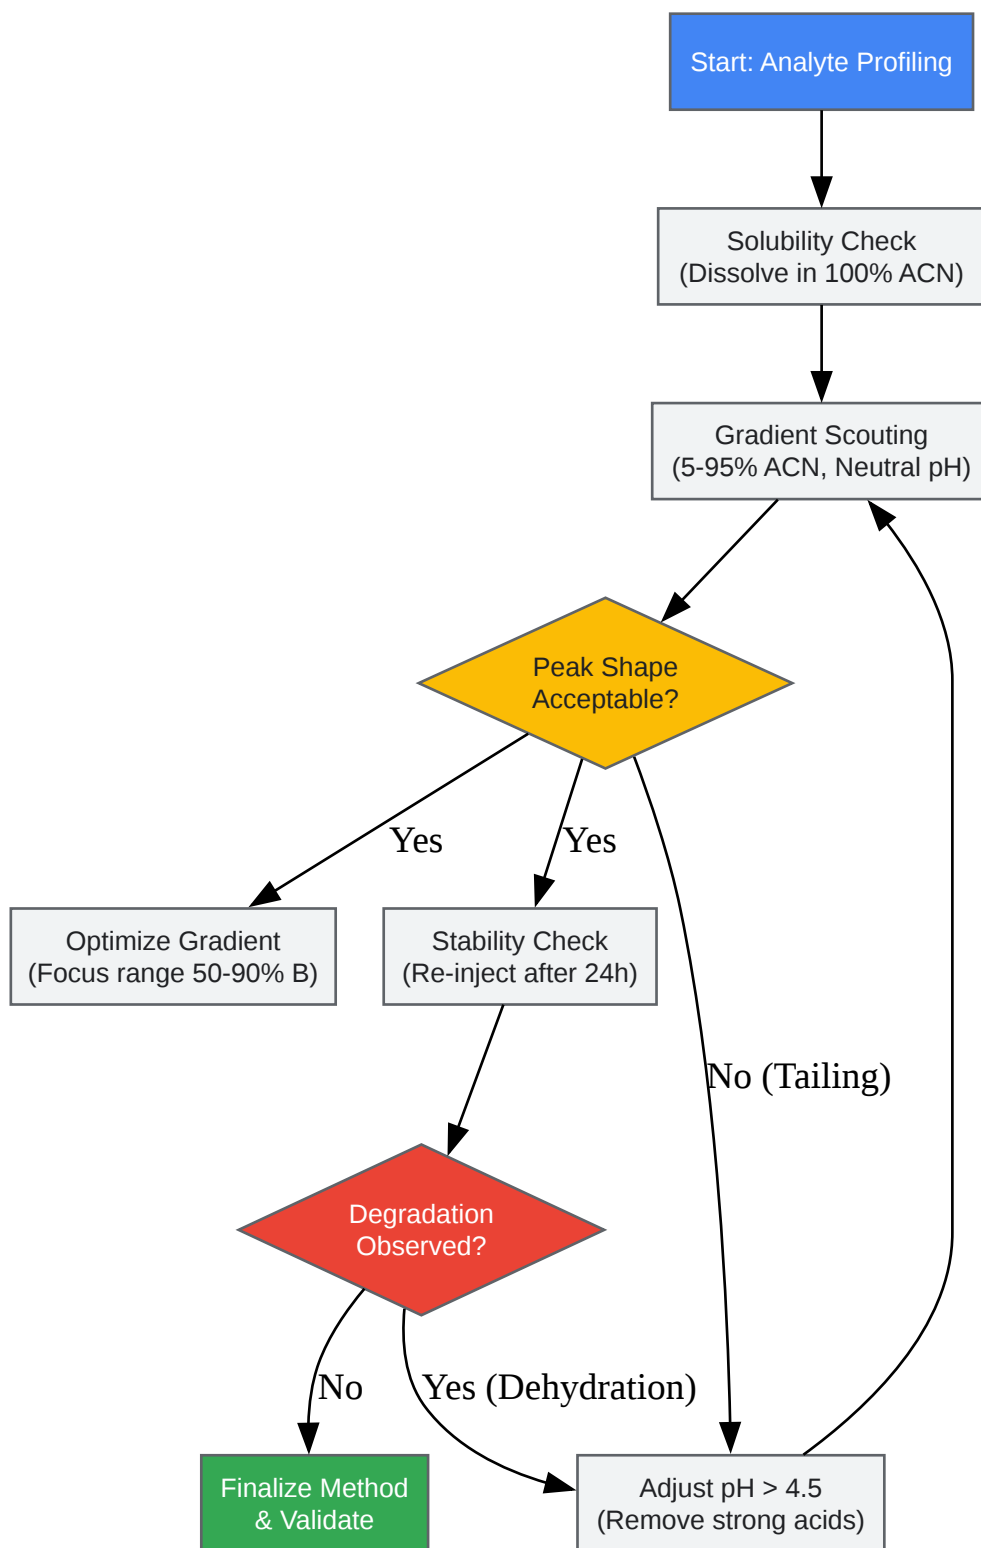 Start: Analyte Profiling
Solubility Check
(Dissolve in 100% ACN)
Gradient Scouting
(5-95% ACN, Neutral pH)
Peak Shape
Acceptable?
Yes
Yes
Optimize Gradient
(Focus range 50-90% B)
Stability Check
(Re-inject after 24h)
No (Tailing)
Degradation
Observed?
No
Yes (Dehydration)
Finalize Method
& Validate
Adjust pH > 4.5
(Remove strong acids)